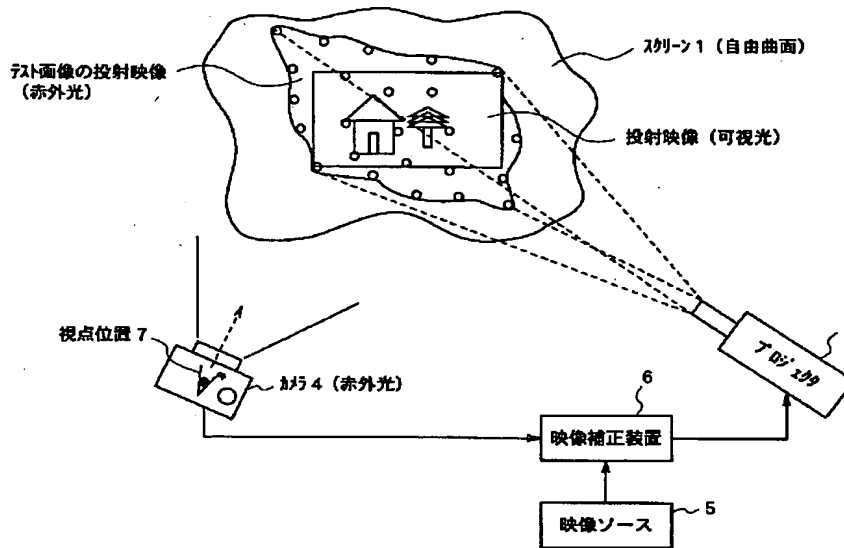 スクリーン1（自由曲面）
テスト画像の投射映像
（赤外光）
投射映像（可視光）
視点位置7
カメラ4（赤外光）
プロジェクタ
6
映像補正装置
5
映像ソース